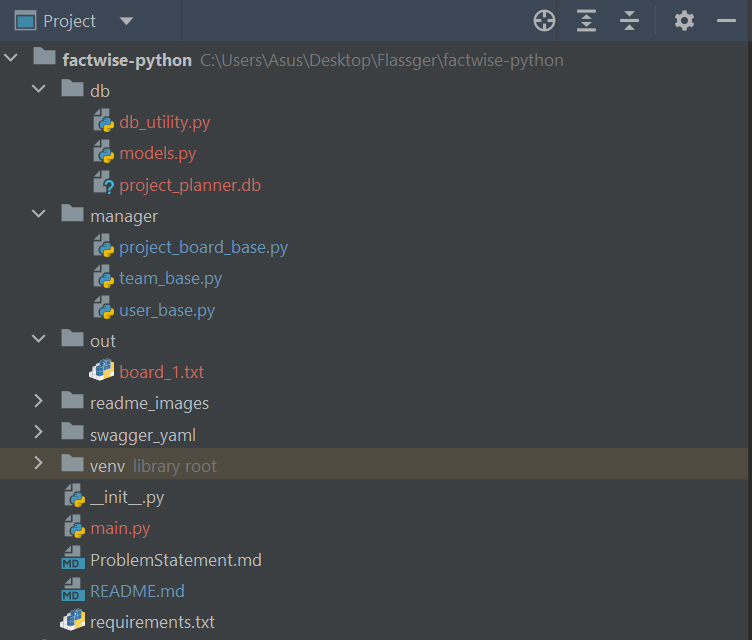 Project
factwise-python C:\Users\Asus\Desktop\Flassger\factwise-python
db
db_utility.py
models.py
project_planner.db
manager
project_board_base.py
team_base.py
user_base.py
out
board_1.txt
readme_images
swagger_yaml
venv library root
__init__.py
main.py
MD ProblemStatement.md
MD README.md
requirements.txt